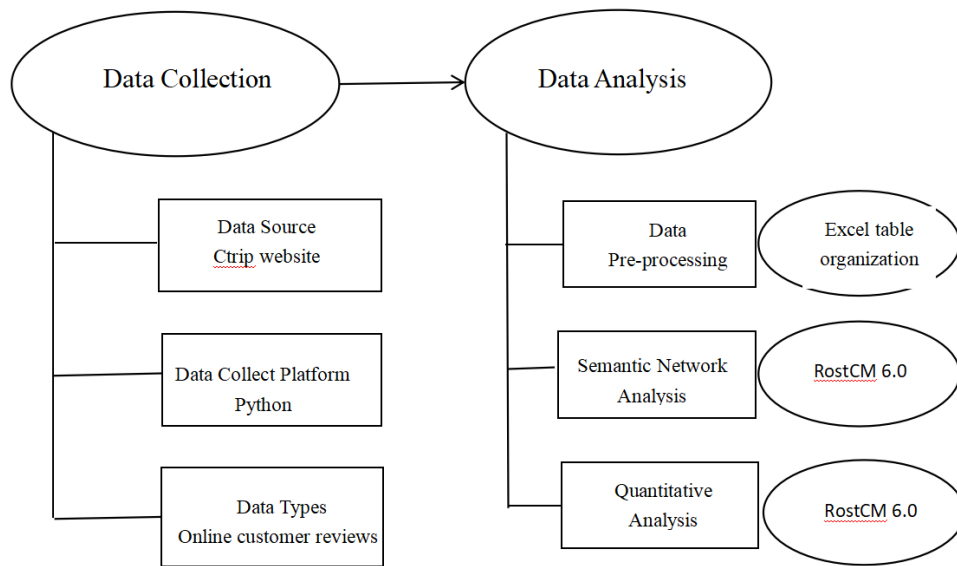 Data Collection
Data Analysis
Data Source
Ctrip website
Data Collect Platform
Python
Data Types
Online customer reviews
Data
Pre-processing
Excel table
organization
Semantic Network
Analysis
RostCM 6.0
Quantitative
Analysis
RostCM 6.0